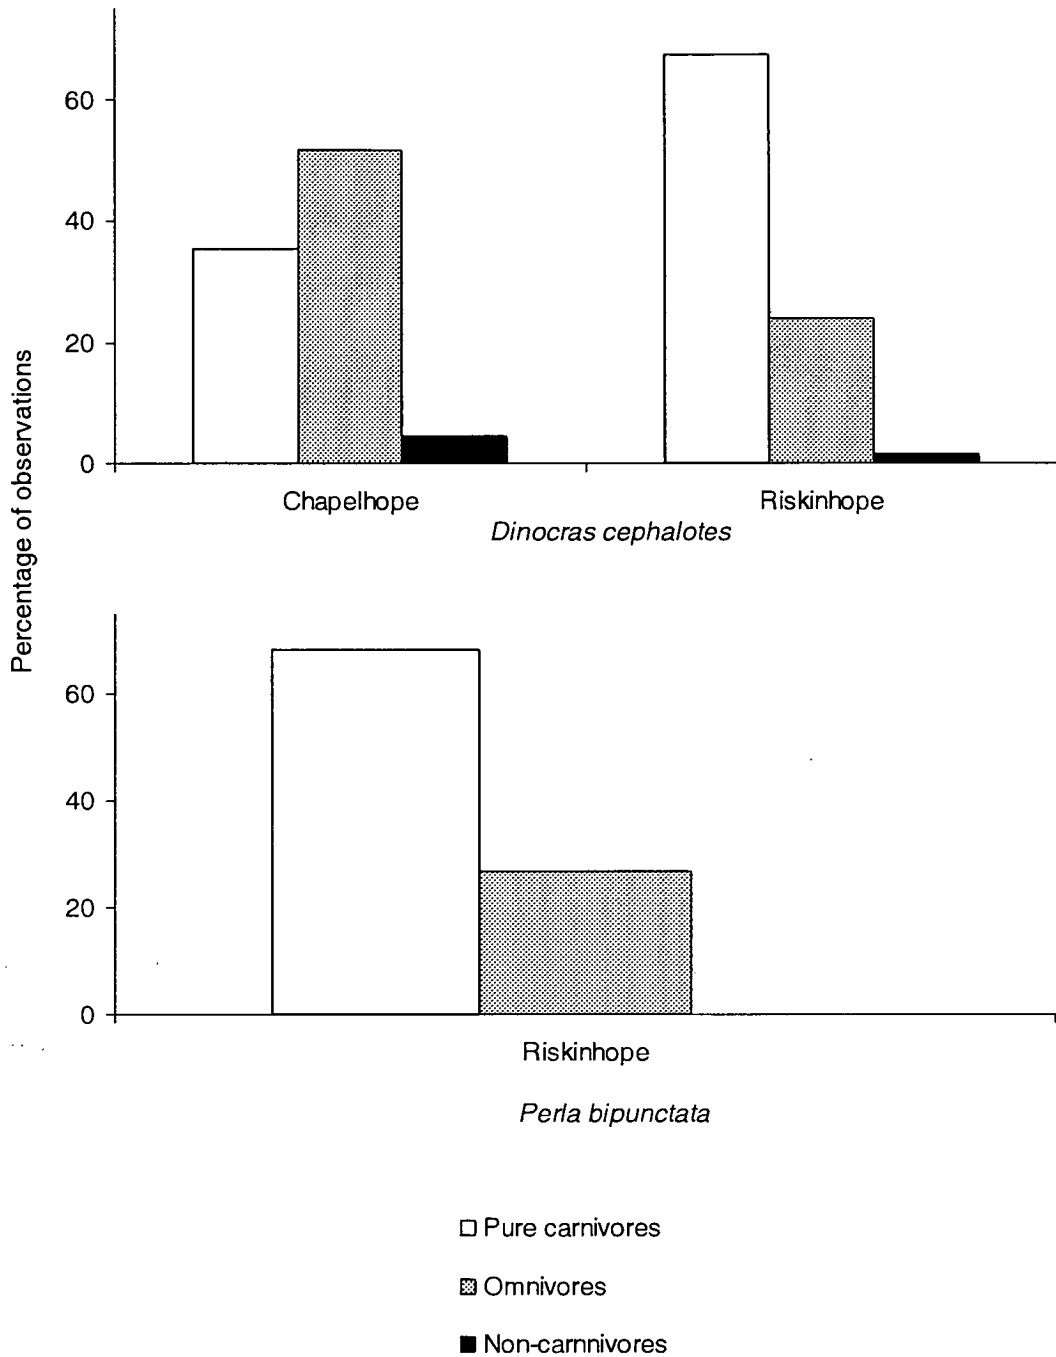 Percentage of observations
60
40
20
0
Chapelhope Riskinhope
Dinocras cephalotes
60
40
20
0
Riskinhope
Perla bipunctata
Pure carnivores
Omnivores
Non-carnnivores